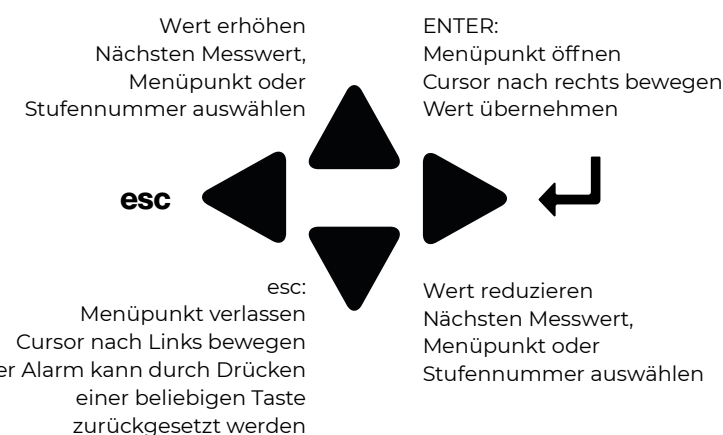 Wert erhöhen
Nächsten Messwert,
Menüpunkt oder
Stufennummer auswählen
ENTER:
Menüpunkt öffnen
Cursor nach rechts bewegen
Wert übernehmen
esc
esc:
Menüpunkt verlassen
Cursor nach Links bewegen
Alarm kann durch Drücken
einer beliebigen Taste
zurückgesetzt werden
Wert reduzieren
Nächsten Messwert,
Menüpunkt oder
Stufennummer auswählen